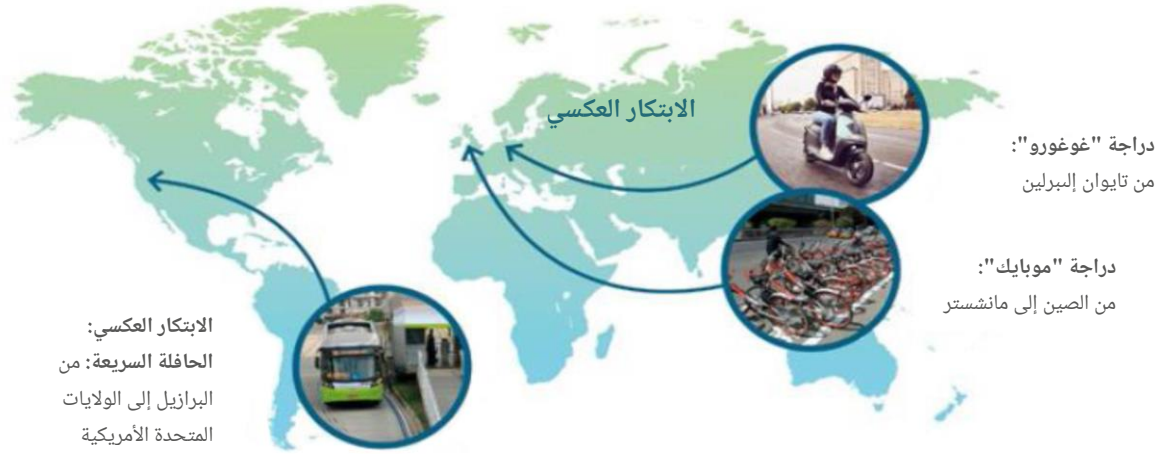 الابتكار العكسي
دراجة "غوغورو":
من تايوان إلىبرلين
دراجة "موبايك":
من الصين إلى مانشستر
الابتكار العكسي:
الحافلة السريعة: من
البرازيل إلى الولايات
المتحدة الأمريكية